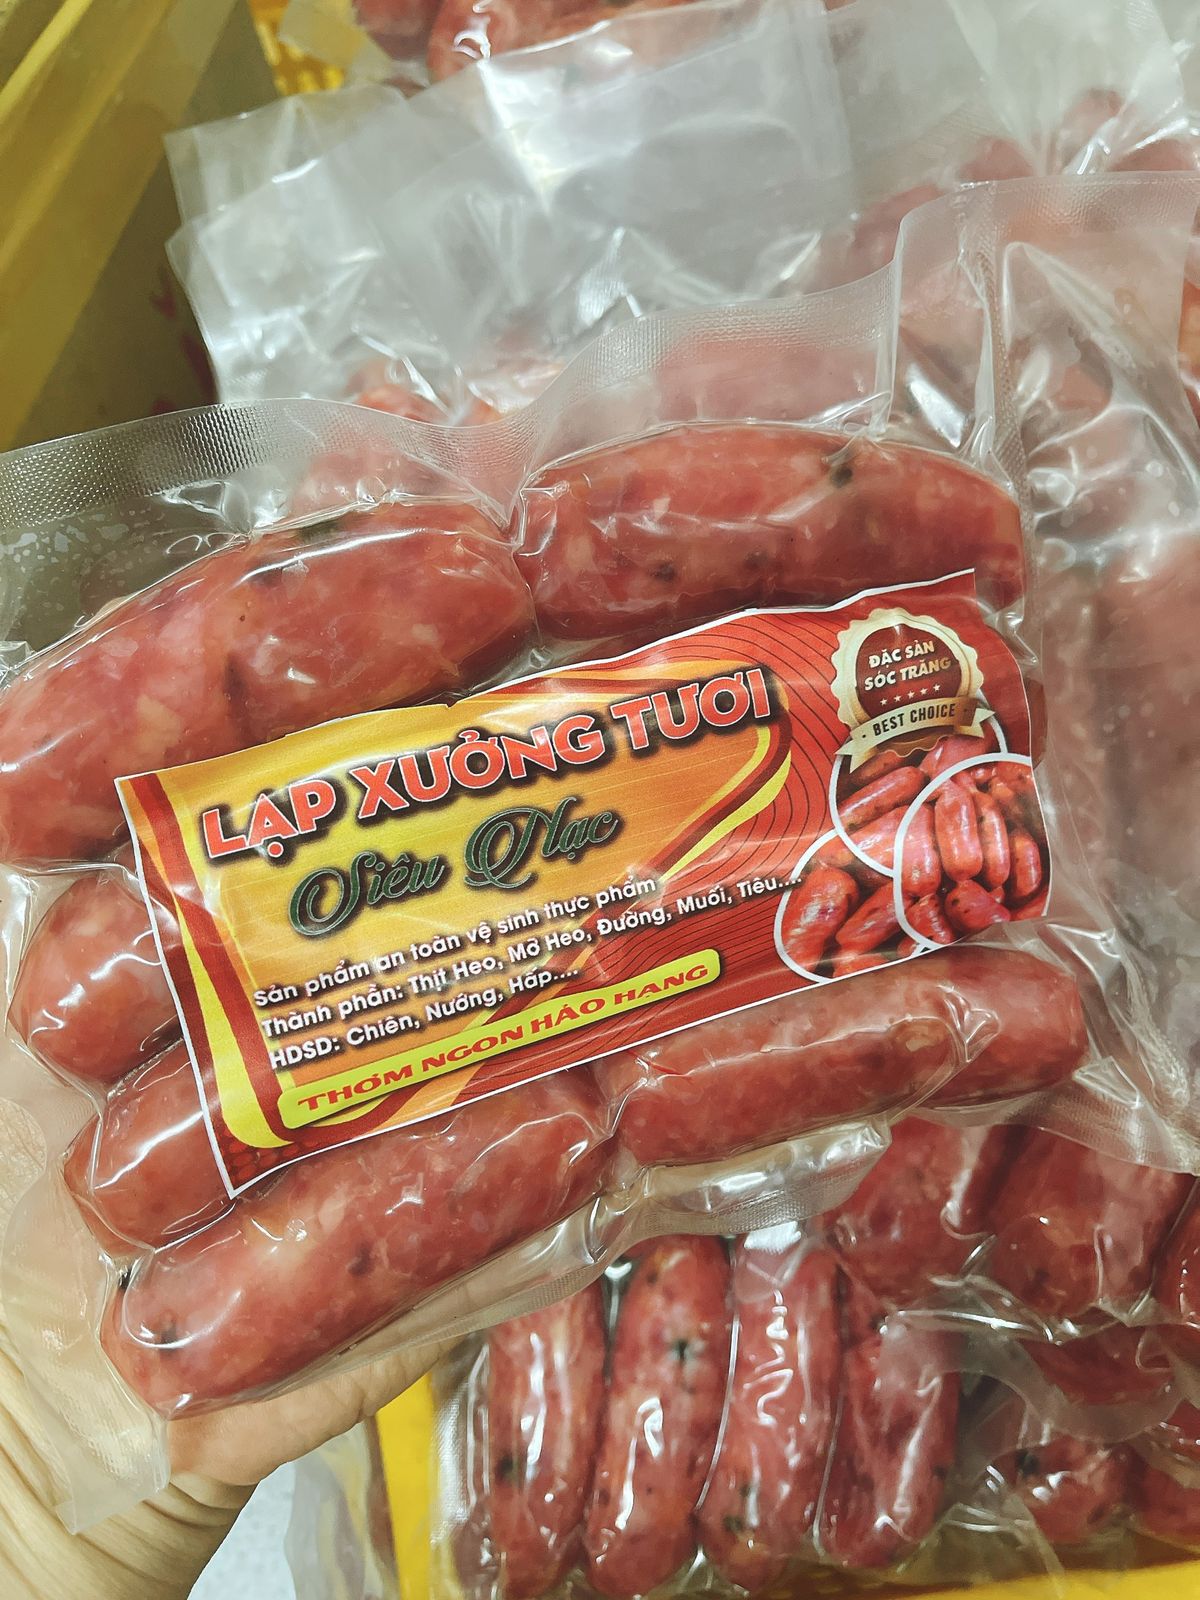 ĐẶC SẢN
SÓC TRĂNG
BEST CHOICE
LẠP XƯỞNG TƯƠI
Siêu Nạc
Sản phẩm an toàn vệ sinh thực phẩm
Thành phần: Thịt Heo, Mỡ Heo, Đường, Muối, Tiêu....
HDSD: Chiên, Nướng, Hấp....
THƠM NGON HẢO HẠNG